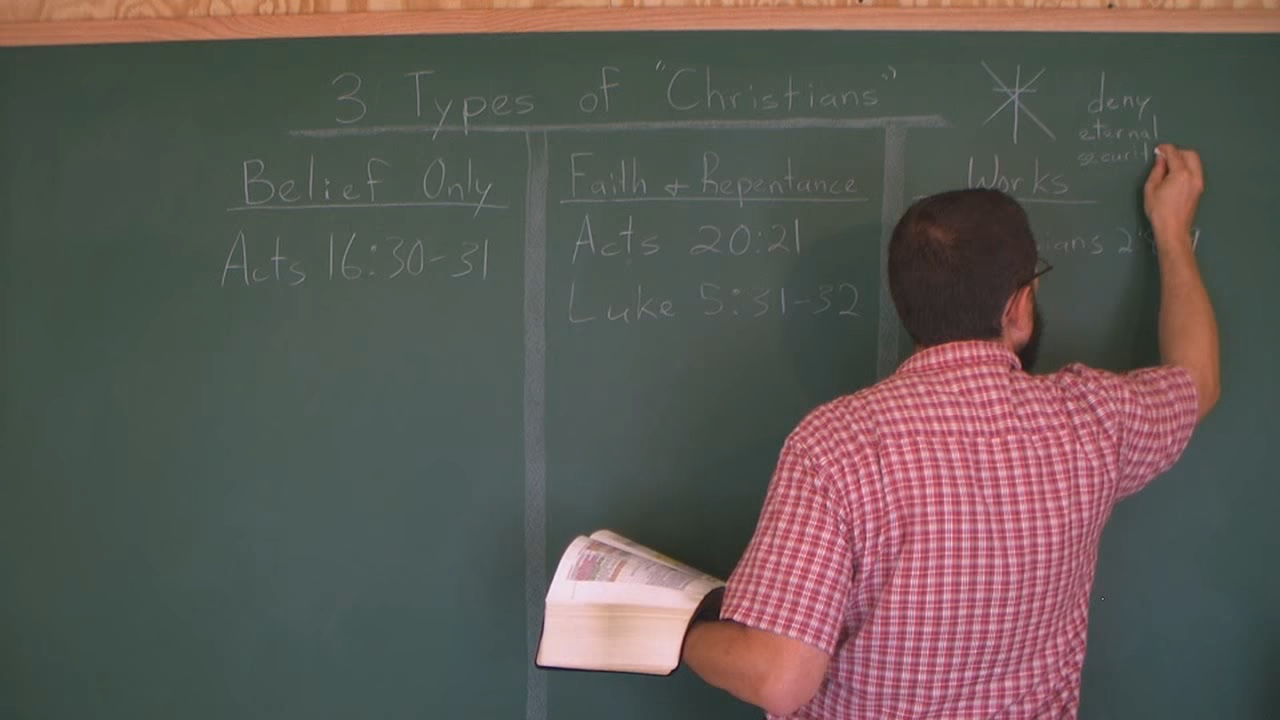 3 Types of "Christians"
deny
eternal
securit
Belief Only
Acts 16:30-31
Faith & Repentance
Acts 20:21
Luke 5:31-32
Works